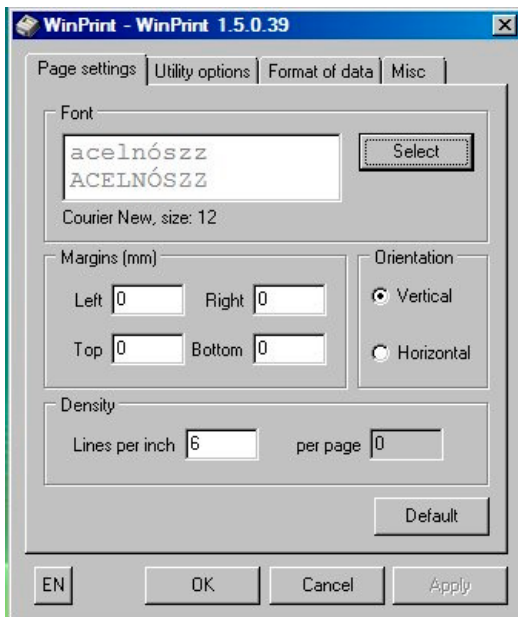 WinPrint - WinPrint 1.5.0.39
Page settings Utility options Format of data Misc
Font
acelnószz
ACELNÓSZZ
Select
Courier New, size: 12
Margins (mm)
Left 0 Right 0
Top 0 Bottom 0
Orientation
Vertical
Horizontal
Density
Lines per inch 6 per page 0
Default
EN OK Cancel Apply